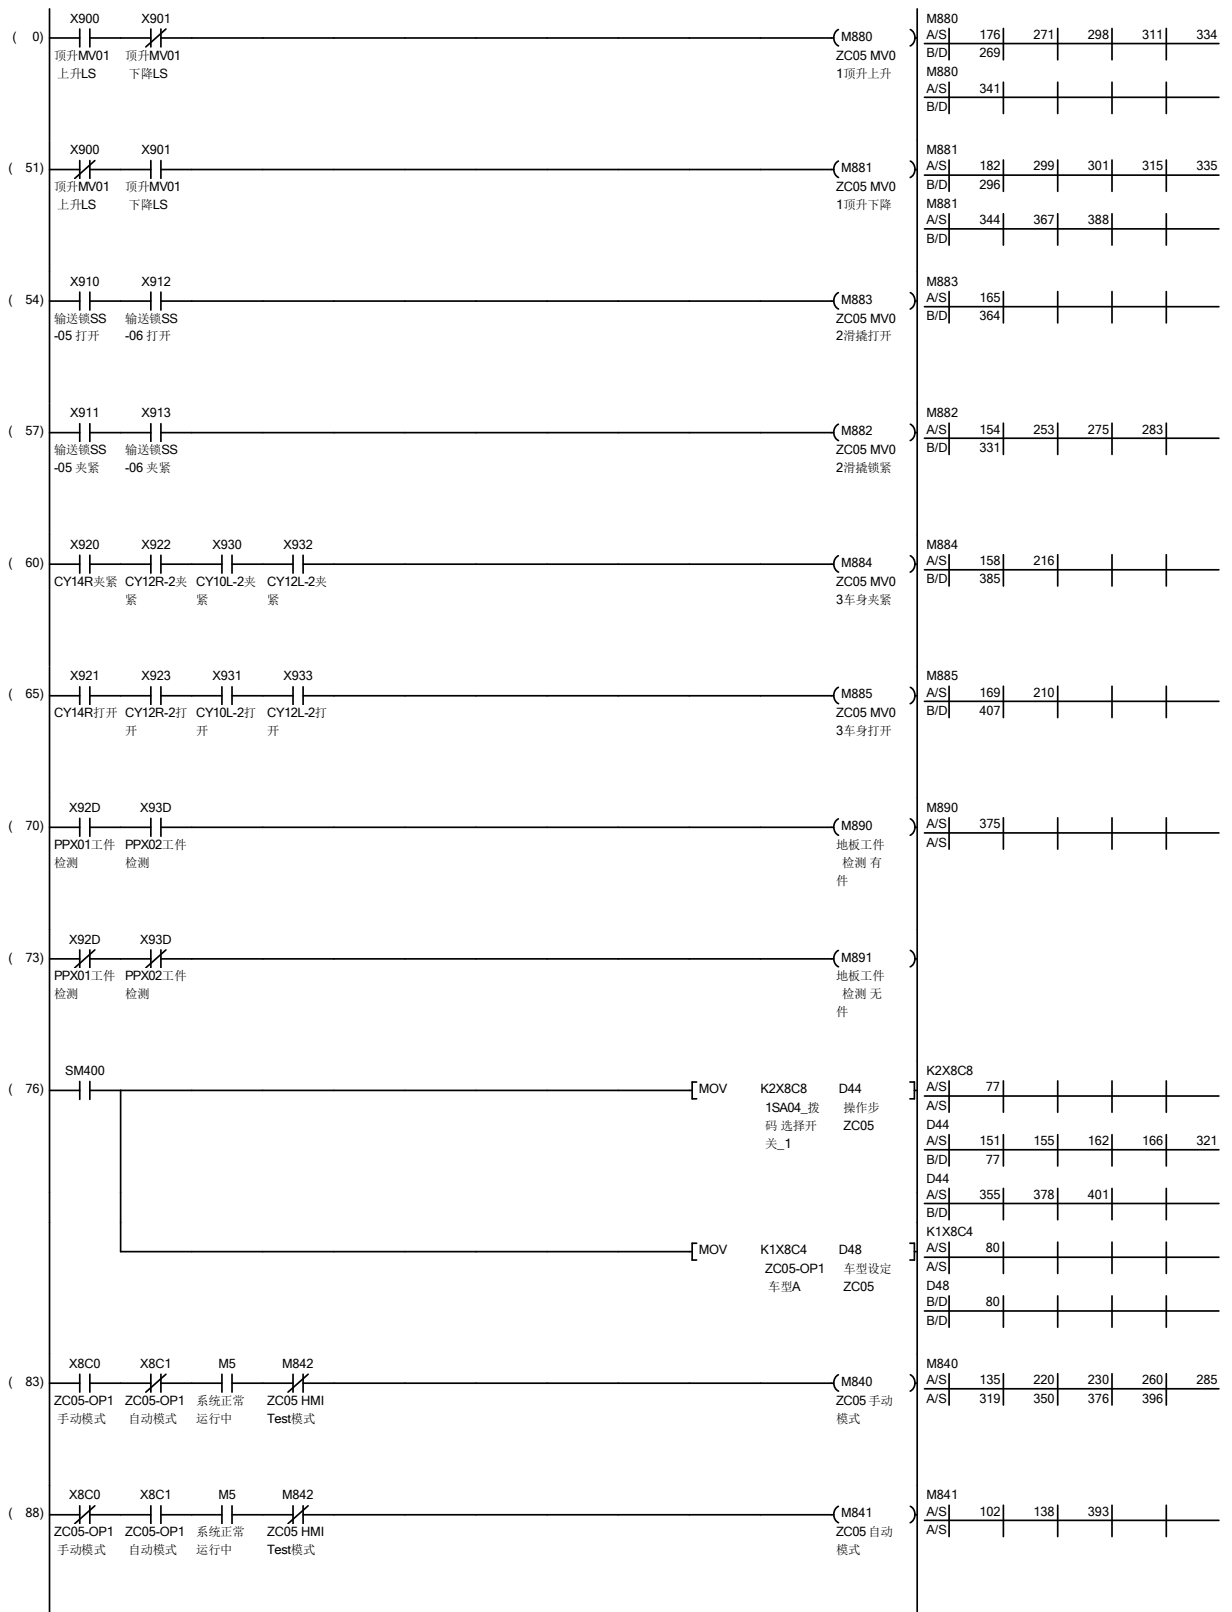 X900 X901 M880
( 0) M880 A/S 176 271 298 311 334
顶升MV01 顶升MV01 ZC05 MV0 B/D 269
上升LS 下降LS 1顶升上升 M880
A/S 341
B/D
X900 X901 M881
( 51) M881 A/S 182 299 301 315 335
顶升MV01 顶升MV01 ZC05 MV0 B/D 296
上升LS 下降LS 1顶升下降 M881
A/S 344 367 388
B/D
X910 X912 M883
( 54) M883 A/S 165
输送锁SS 输送锁SS ZC05 MV0 B/D 364
-05 打开 -06 打开 2滑撬打开
X911 X913 M882
( 57) M882 A/S 154 253 275 283
输送锁SS 输送锁SS ZC05 MV0 B/D 331
-05 夹紧 -06 夹紧 2滑撬锁紧
X920 X922 X930 X932 M884
( 60) M884 A/S 158 216
CY14R夹紧 CY12R-2夹 CY10L-2夹 CY12L-2夹 ZC05 MV0 B/D 385
紧 紧 紧 3车身夹紧
X921 X923 X931 X933 M885
( 65) M885 A/S 169 210
CY14R打开 CY12R-2打 CY10L-2打 CY12L-2打 ZC05 MV0 B/D 407
开 开 开 3车身打开
X92D X93D M890
( 70) M890 A/S 375
PPX01工件 PPX02工件 地板工件 A/S
检测 检测 检测 有
件
X92D X93D
( 73) M891
PPX01工件 PPX02工件 地板工件
检测 检测 检测 无
件
SM400 K2X8C8
( 76) MOV K2X8C8 D44 A/S 77
1SA04_拨 操作步 A/S
码 选择开 ZC05 D44
关_1 A/S 151 155 162 166 321
B/D 77
D44
A/S 355 378 401
B/D
K1X8C4
MOV K1X8C4 D48 A/S 80
ZC05-OP1 车型设定 A/S
车型A ZC05 D48
B/D 80
B/D
X8C0 X8C1 M5 M842 M840
( 83) M840 A/S 135 220 230 260 285
ZC05-OP1 ZC05-OP1 系统正常 ZC05 HMI ZC05 手动 A/S 319 350 376 396
手动模式 自动模式 运行中 Test模式 模式
X8C0 X8C1 M5 M842 M841
( 88) M841 A/S 102 138 393
ZC05-OP1 ZC05-OP1 系统正常 ZC05 HMI ZC05 自动 A/S
手动模式 自动模式 运行中 Test模式 模式